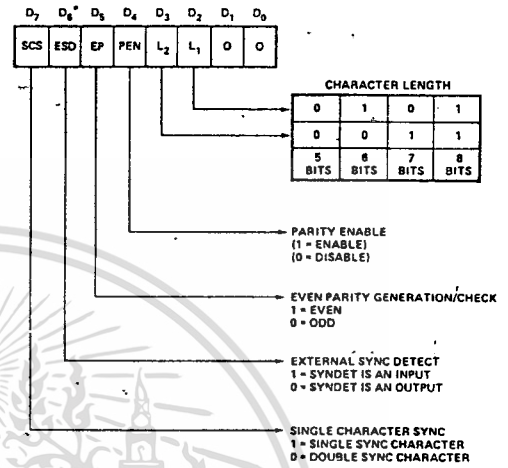 D7 D6 D5 D4 D3 D2 D1 D0
SCS ESD EP PEN L2 L1 0 0
CHARACTER LENGTH
0 1 0 1
0 0 1 1
5 BITS 6 BITS 7 BITS 8 BITS
PARITY ENABLE
(1 = ENABLE)
(0 = DISABLE)
EVEN PARITY GENERATION/CHECK
1 = EVEN
0 = ODD
EXTERNAL SYNC DETECT
1 = SYNDET IS AN INPUT
0 = SYNDET IS AN OUTPUT
SINGLE CHARACTER SYNC
1 = SINGLE SYNC CHARACTER
0 = DOUBLE SYNC CHARACTER